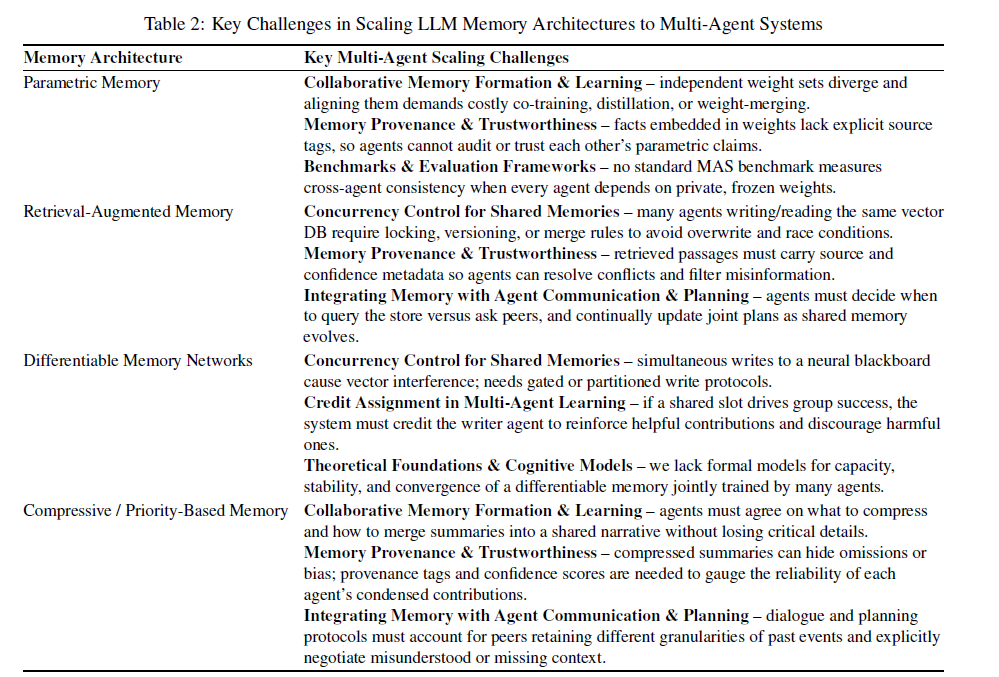 Table 2: Key Challenges in Scaling LLM Memory Architectures to Multi-Agent Systems
Memory Architecture Key Multi-Agent Scaling Challenges
Parametric Memory Collaborative Memory Formation & Learning – independent weight sets diverge and
aligning them demands costly co-training, distillation, or weight-merging.
Memory Provenance & Trustworthiness – facts embedded in weights lack explicit source
tags, so agents cannot audit or trust each other's parametric claims.
Benchmarks & Evaluation Frameworks – no standard MAS benchmark measures
cross-agent consistency when every agent depends on private, frozen weights.
Retrieval-Augmented Memory Concurrency Control for Shared Memories – many agents writing/reading the same vector
DB require locking, versioning, or merge rules to avoid overwrite and race conditions.
Memory Provenance & Trustworthiness – retrieved passages must carry source and
confidence metadata so agents can resolve conflicts and filter misinformation.
Integrating Memory with Agent Communication & Planning – agents must decide when
to query the store versus ask peers, and continually update joint plans as shared memory
evolves.
Differentiable Memory Networks Concurrency Control for Shared Memories – simultaneous writes to a neural blackboard
cause vector interference; needs gated or partitioned write protocols.
Credit Assignment in Multi-Agent Learning – if a shared slot drives group success, the
system must credit the writer agent to reinforce helpful contributions and discourage harmful
ones.
Theoretical Foundations & Cognitive Models – we lack formal models for capacity,
stability, and convergence of a differentiable memory jointly trained by many agents.
Compressive / Priority-Based Memory Collaborative Memory Formation & Learning – agents must agree on what to compress
and how to merge summaries into a shared narrative without losing critical details.
Memory Provenance & Trustworthiness – compressed summaries can hide omissions or
bias; provenance tags and confidence scores are needed to gauge the reliability of each
agent's condensed contributions.
Integrating Memory with Agent Communication & Planning – dialogue and planning
protocols must account for peers retaining different granularities of past events and explicitly
negotiate misunderstood or missing context.